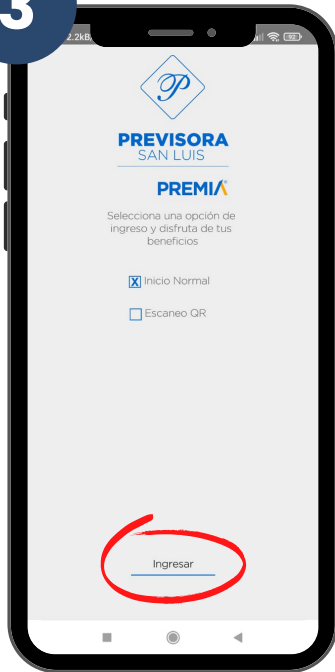 3
2.2kB
92
P
PREVISORA
SAN LUIS
PREMIA
Selecciona una opción de
ingreso y disfruta de tus
beneficios
X Inicio Normal
Escaneo QR
Ingresar